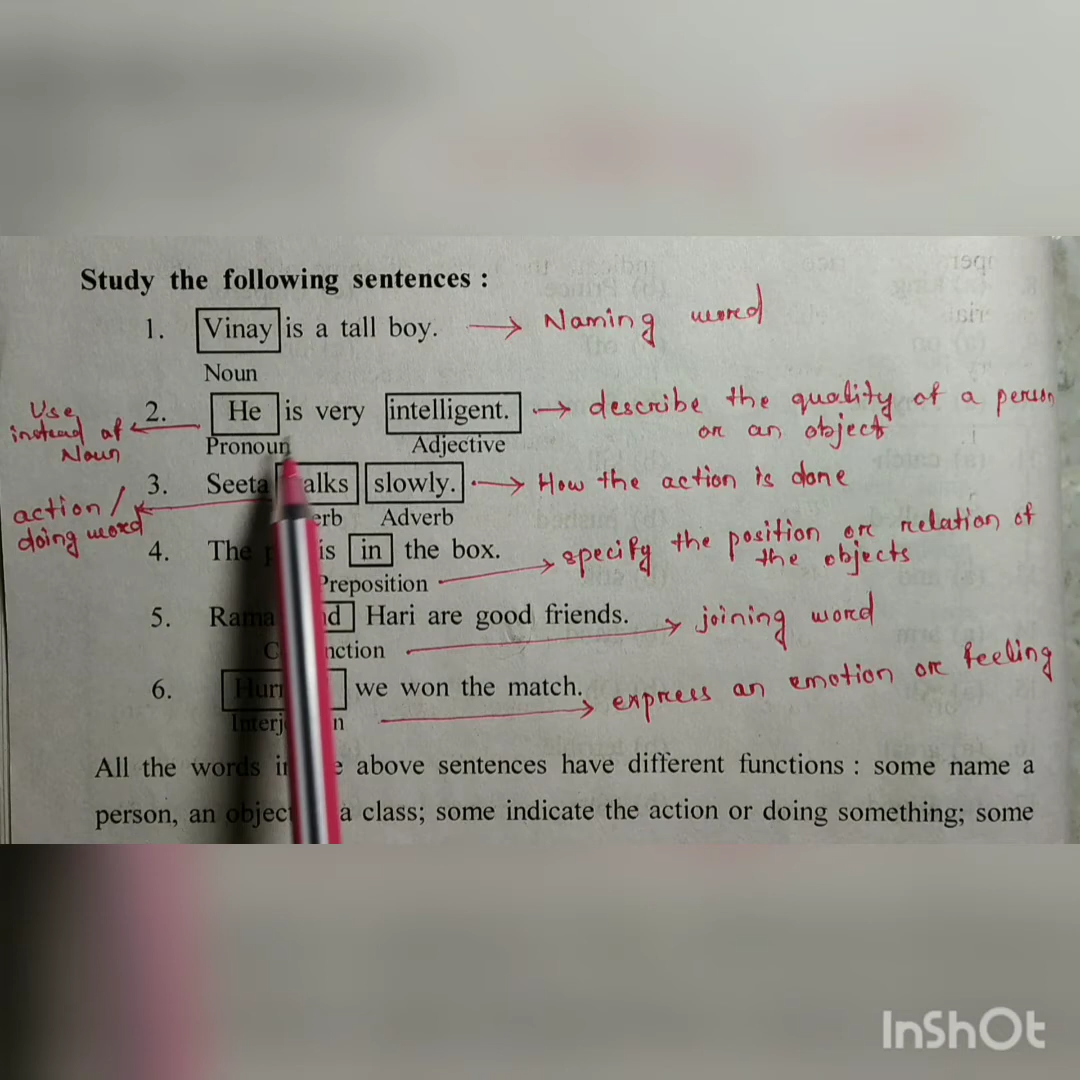 Study the following sentences :
1. Vinay is a tall boy. → Naming word
Noun
2. He is very intelligent. → describe the quality of a person
or an object
Use
instead of
Noun
Pronoun Adjective
3. Seeta alks slowly. → How the action is done
action/
doing word
erb Adverb
4. The is in the box. → specify the position or relation of
the objects
Preposition
5. Rama nd Hari are good friends. → joining word
nction
6. Hurr we won the match. → express an emotion or feeling
Interj n
All the words i e above sentences have different functions : some name a
person, an object a class; some indicate the action or doing something; some
InShOt